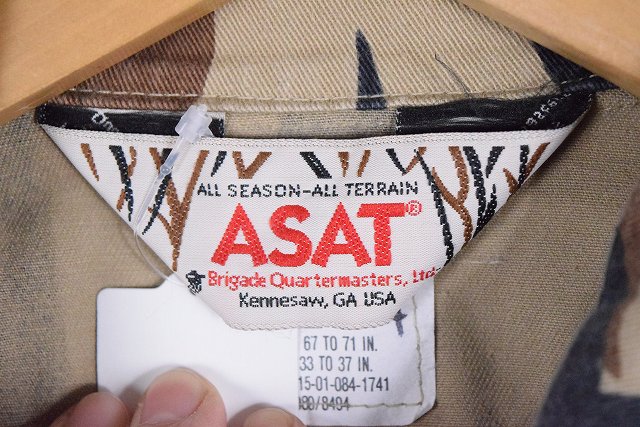 ALL SEASON-ALL TERRAIN
ASAT®
Brigade Quartermasters, Ltd.
Kennesaw, GA USA
67 TO 71 IN.
33 TO 37 IN.
15-01-084-1741
/8494